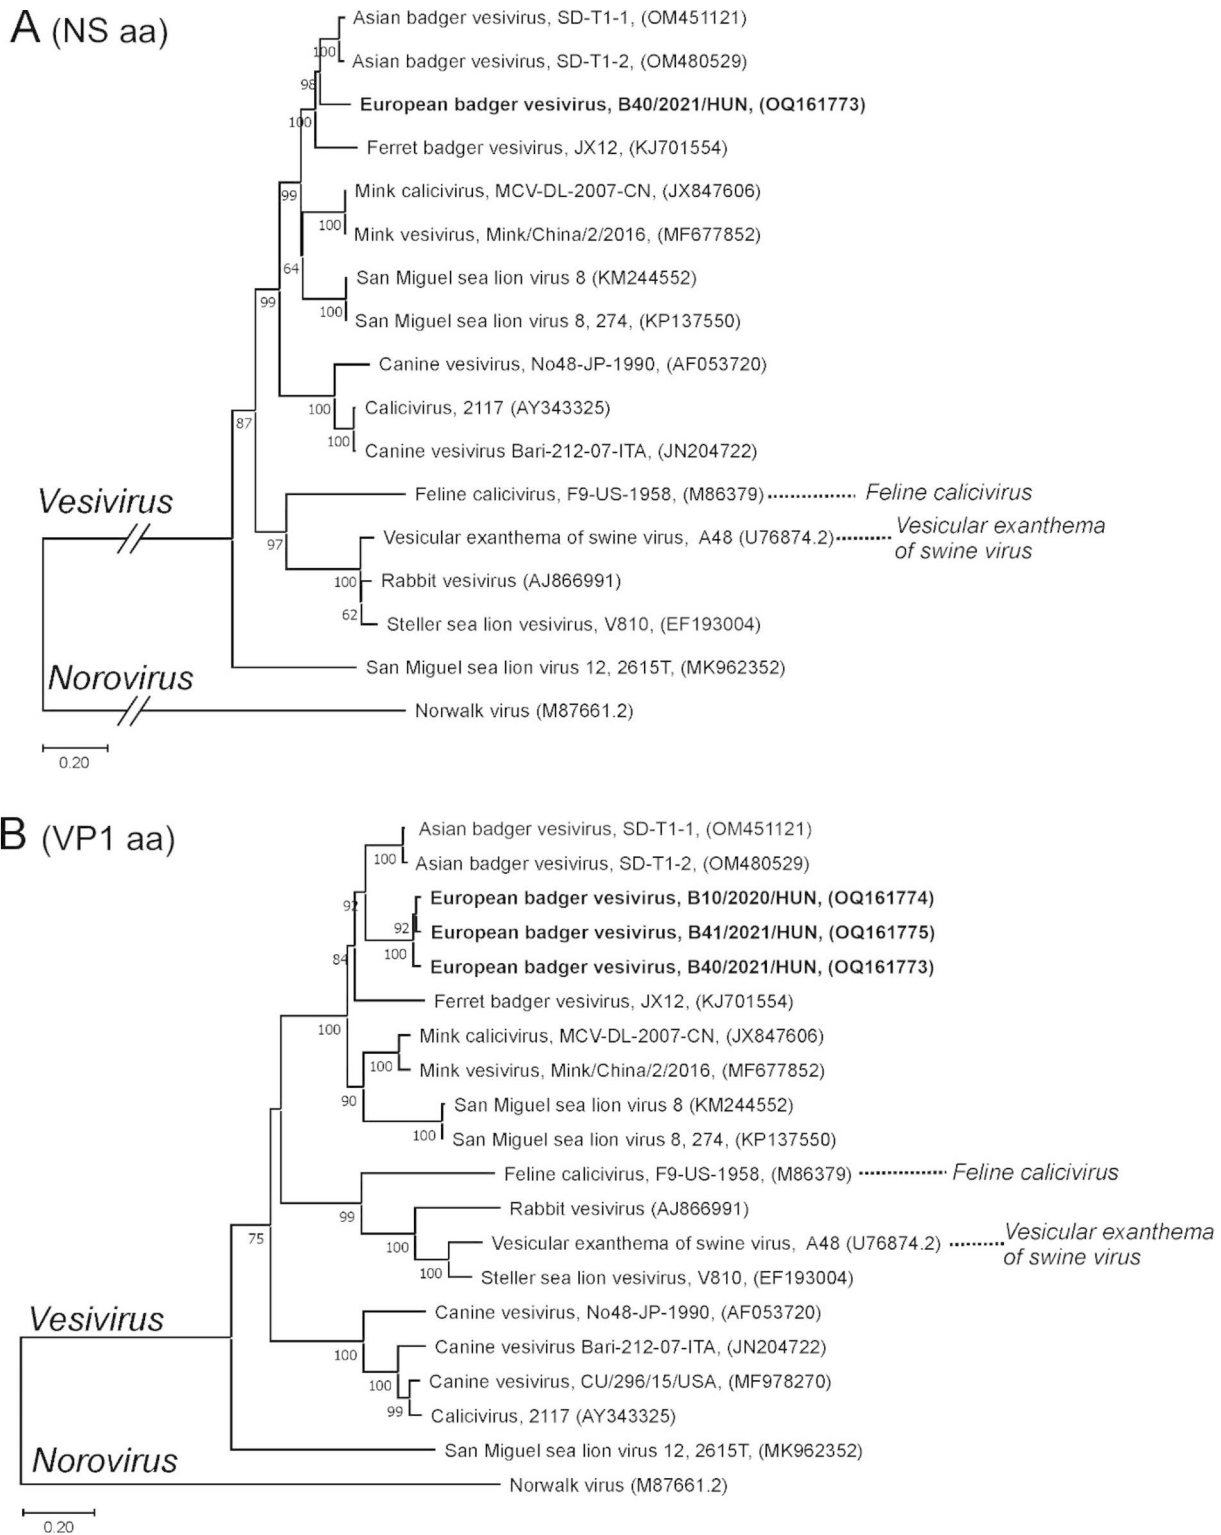 A (NS aa)
Asian badger vesivirus, SD-T1-1, (OM451121)
100
Asian badger vesivirus, SD-T1-2, (OM480529)
98
European badger vesivirus, B40/2021/HUN, (OQ161773)
100
Ferret badger vesivirus, JX12, (KJ701554)
Mink calicivirus, MCV-DL-2007-CN, (JX847606)
99
100
Mink vesivirus, Mink/China/2/2016, (MF677852)
64
San Miguel sea lion virus 8 (KM244552)
99
100
San Miguel sea lion virus 8, 274, (KP137550)
Canine vesivirus, No48-JP-1990, (AF053720)
100
Calicivirus, 2117 (AY343325)
87
100
Canine vesivirus Bari-212-07-ITA, (JN204722)
Vesivirus
Feline calicivirus, F9-US-1958, (M86379) Feline calicivirus
97
Vesicular exanthema of swine virus, A48 (U76874.2) Vesicular exanthema
of swine virus
100
Rabbit vesivirus (AJ866991)
62
Steller sea lion vesivirus, V810, (EF193004)
San Miguel sea lion virus 12, 2615T, (MK962352)
Norovirus
Norwalk virus (M87661.2)
0.20
B (VP1 aa)
Asian badger vesivirus, SD-T1-1, (OM451121)
100
Asian badger vesivirus, SD-T1-2, (OM480529)
92
European badger vesivirus, B10/2020/HUN, (OQ161774)
92
European badger vesivirus, B41/2021/HUN, (OQ161775)
100
84
European badger vesivirus, B40/2021/HUN, (OQ161773)
Ferret badger vesivirus, JX12, (KJ701554)
100
Mink calicivirus, MCV-DL-2007-CN, (JX847606)
100
Mink vesivirus, Mink/China/2/2016, (MF677852)
90
San Miguel sea lion virus 8 (KM244552)
100
San Miguel sea lion virus 8, 274, (KP137550)
Feline calicivirus, F9-US-1958, (M86379) Feline calicivirus
99
Rabbit vesivirus (AJ866991)
100
Vesicular exanthema of swine virus, A48 (U76874.2) Vesicular exanthema
of swine virus
75
100
Steller sea lion vesivirus, V810, (EF193004)
Vesivirus
Canine vesivirus, No48-JP-1990, (AF053720)
100
Canine vesivirus Bari-212-07-ITA, (JN204722)
100
Canine vesivirus, CU/296/15/USA, (MF978270)
99
Calicivirus, 2117 (AY343325)
San Miguel sea lion virus 12, 2615T, (MK962352)
Norovirus
Norwalk virus (M87661.2)
0.20